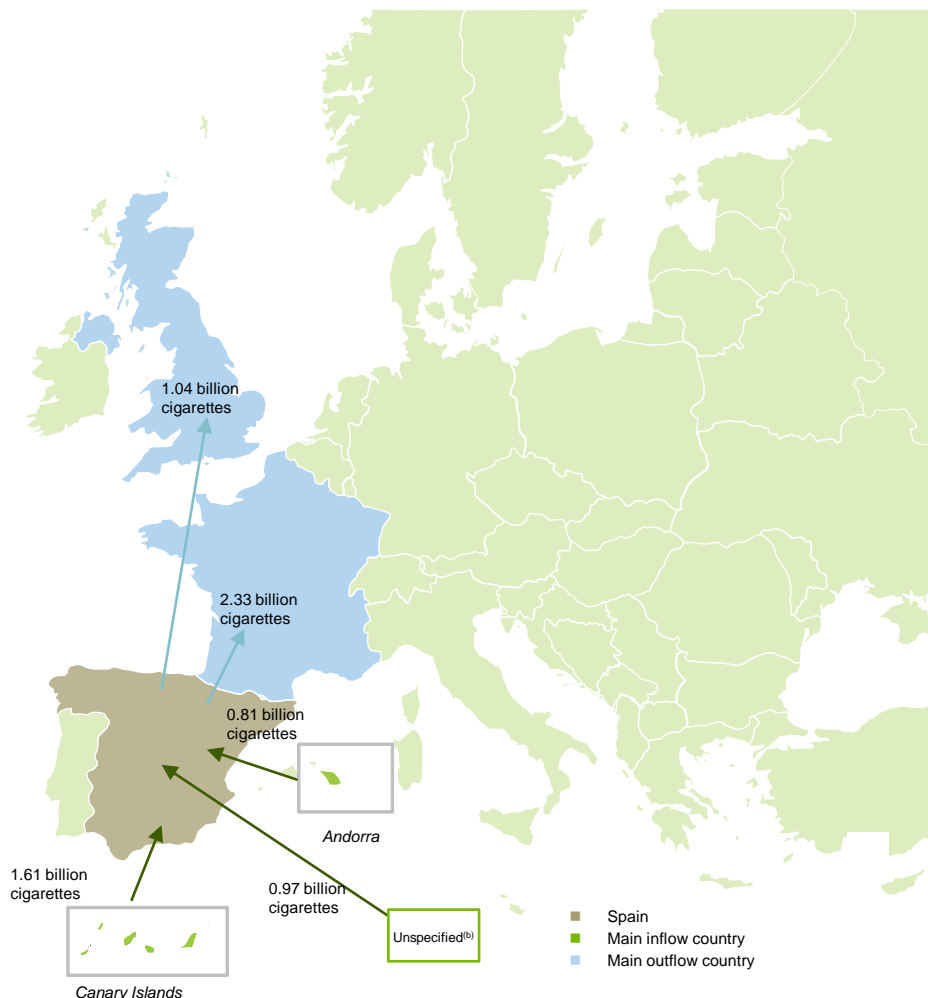 1.04 billion
cigarettes
2.33 billion
cigarettes
0.81 billion
cigarettes
Andorra
1.61 billion
cigarettes
0.97 billion
cigarettes
Unspecified(b)
Spain
Main inflow country
Main outflow country
Canary Islands